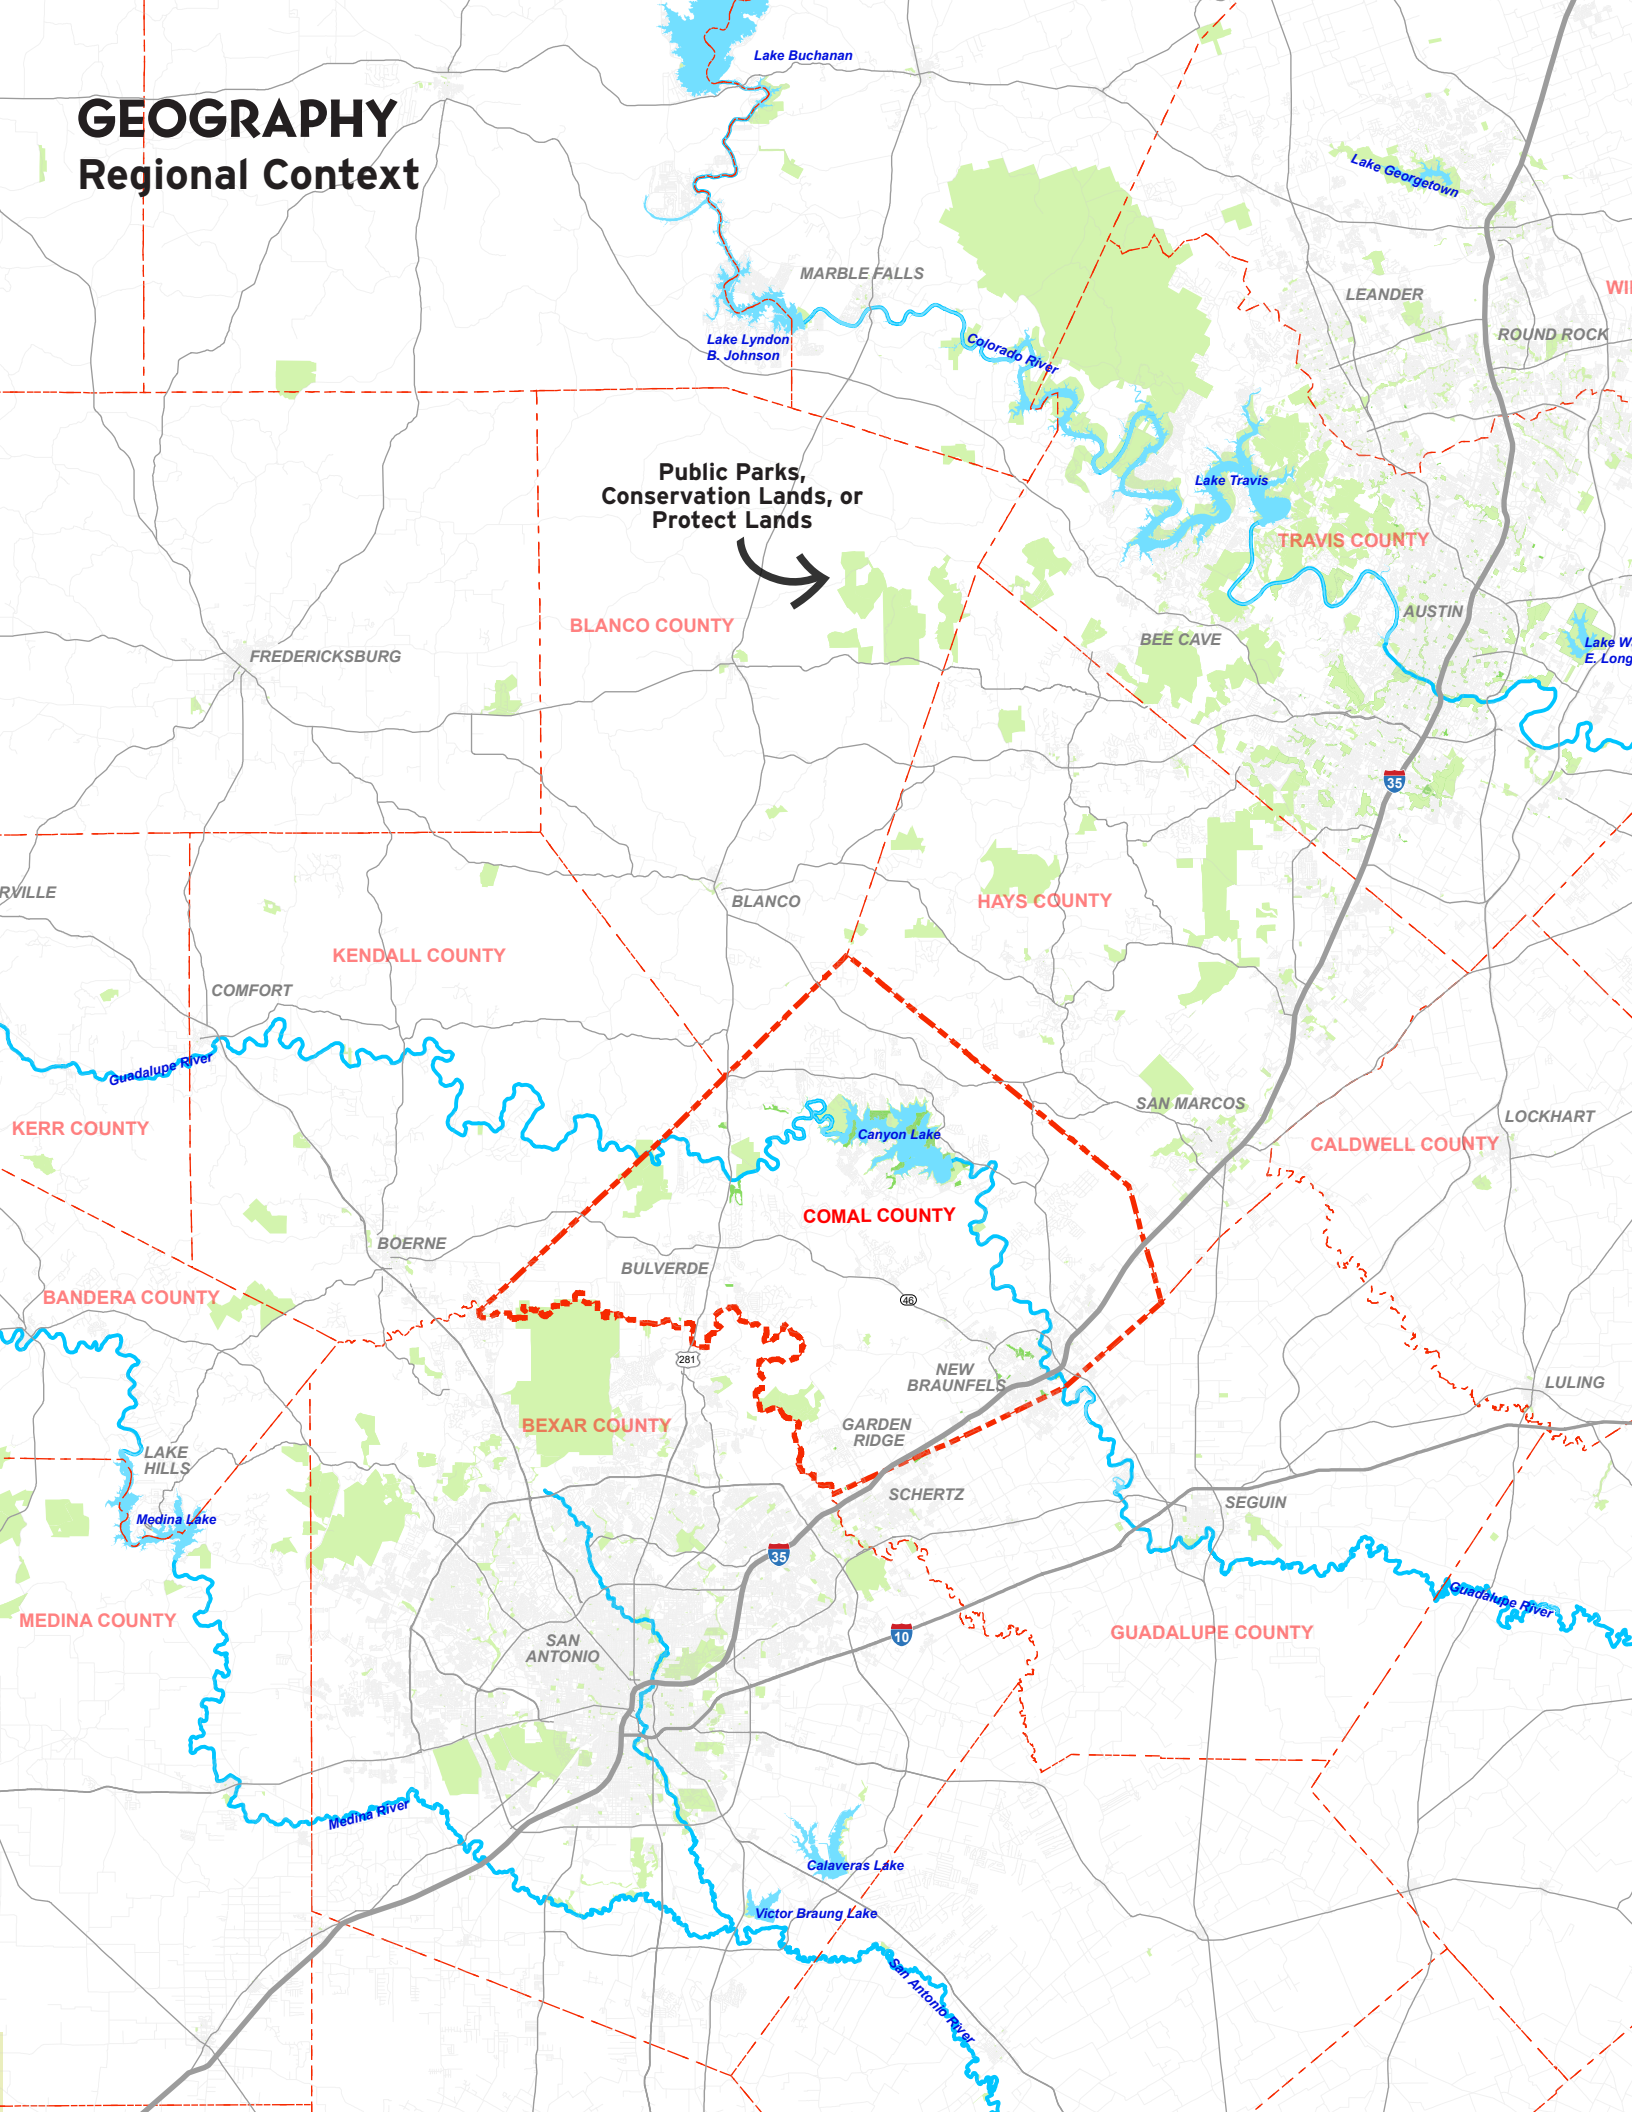 GEOGRAPHY
Regional Context
Lake Buchanan
Lake Georgetown
MARBLE FALLS
LEANDER
WI
ROUND ROCK
Lake Lyndon
B. Johnson
Colorado River
Public Parks,
Conservation Lands, or
Protect Lands
Lake Travis
TRAVIS COUNTY
AUSTIN
BLANCO COUNTY
BEE CAVE
Lake W
E. Long
FREDERICKSBURG
35
RVILLE
BLANCO
HAYS COUNTY
KENDALL COUNTY
COMFORT
Guadalupe River
KERR COUNTY
SAN MARCOS
LOCKHART
Canyon Lake
CALDWELL COUNTY
COMAL COUNTY
BOERNE
BULVERDE
BANDERA COUNTY
46
281
NEW
BRAUNFELS
LULING
BEXAR COUNTY
GARDEN
RIDGE
LAKE
HILLS
SCHERTZ
SEGUIN
Medina Lake
35
Guadalupe River
MEDINA COUNTY
10
GUADALUPE COUNTY
SAN
ANTONIO
Medina River
Calaveras Lake
Victor Braung Lake
San Antonio River